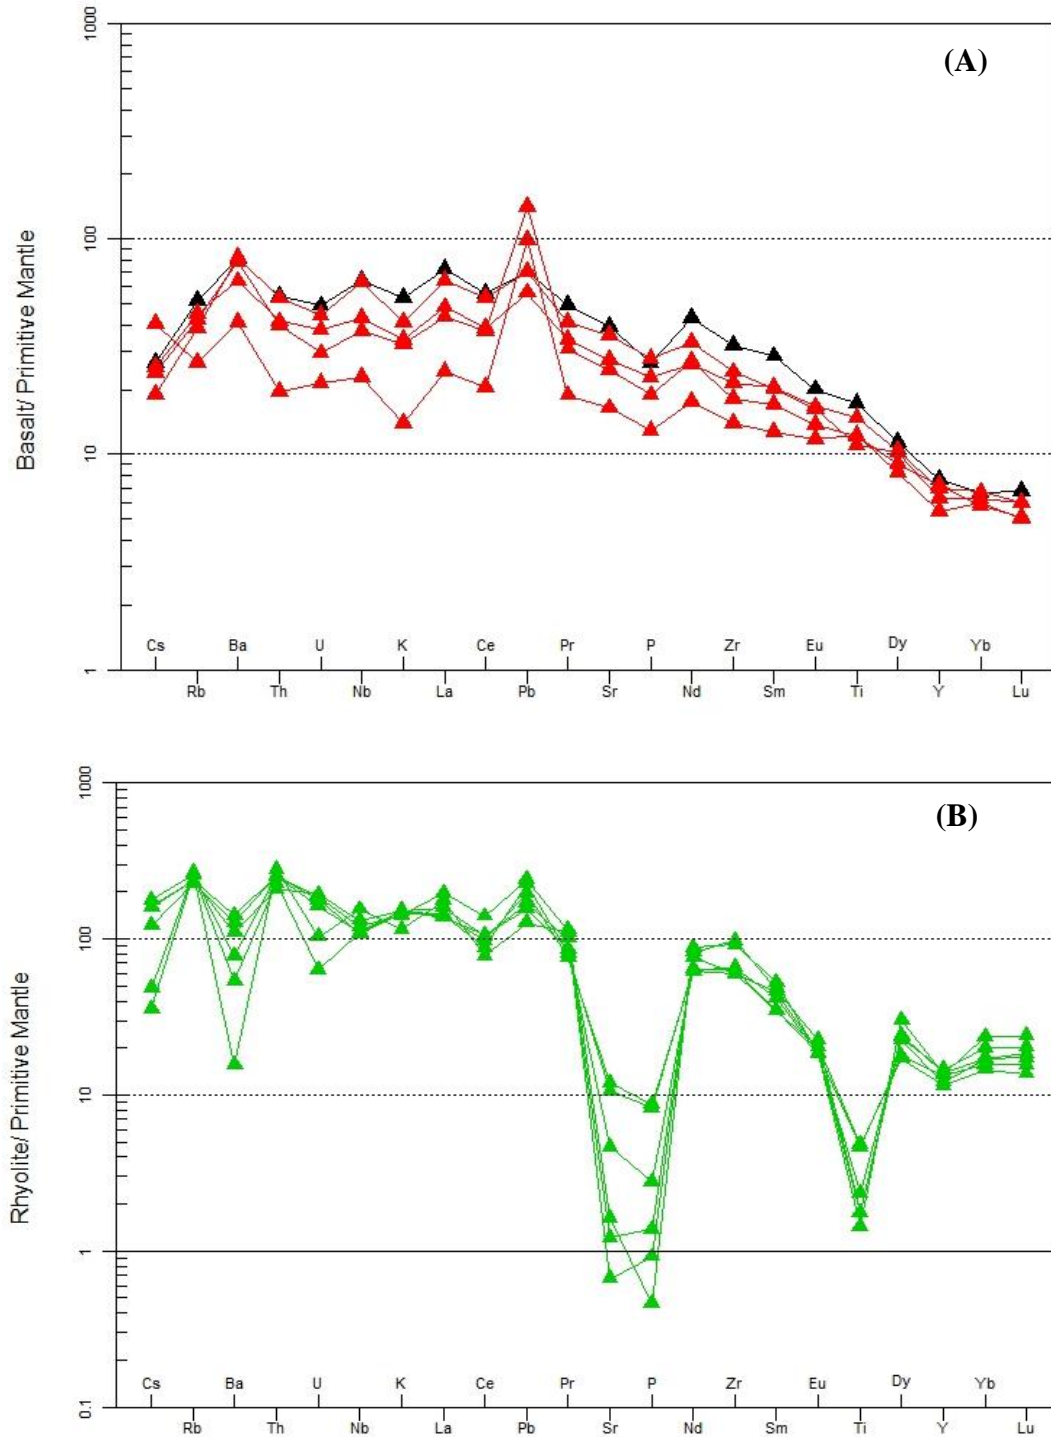 (A)
1000
100
10
1
Basalt/ Primitive Mantle
Cs Ba U K Ce Pr P Zr Eu Dy Yb
Rb Th Nb La Pb Sr Nd Sm Ti Y Lu
(B)
1000
100
10
1
0.1
Rhyolite/ Primitive Mantle
Cs Ba U K Ce Pr P Zr Eu Dy Yb
Rb Th Nb La Pb Sr Nd Sm Ti Y Lu